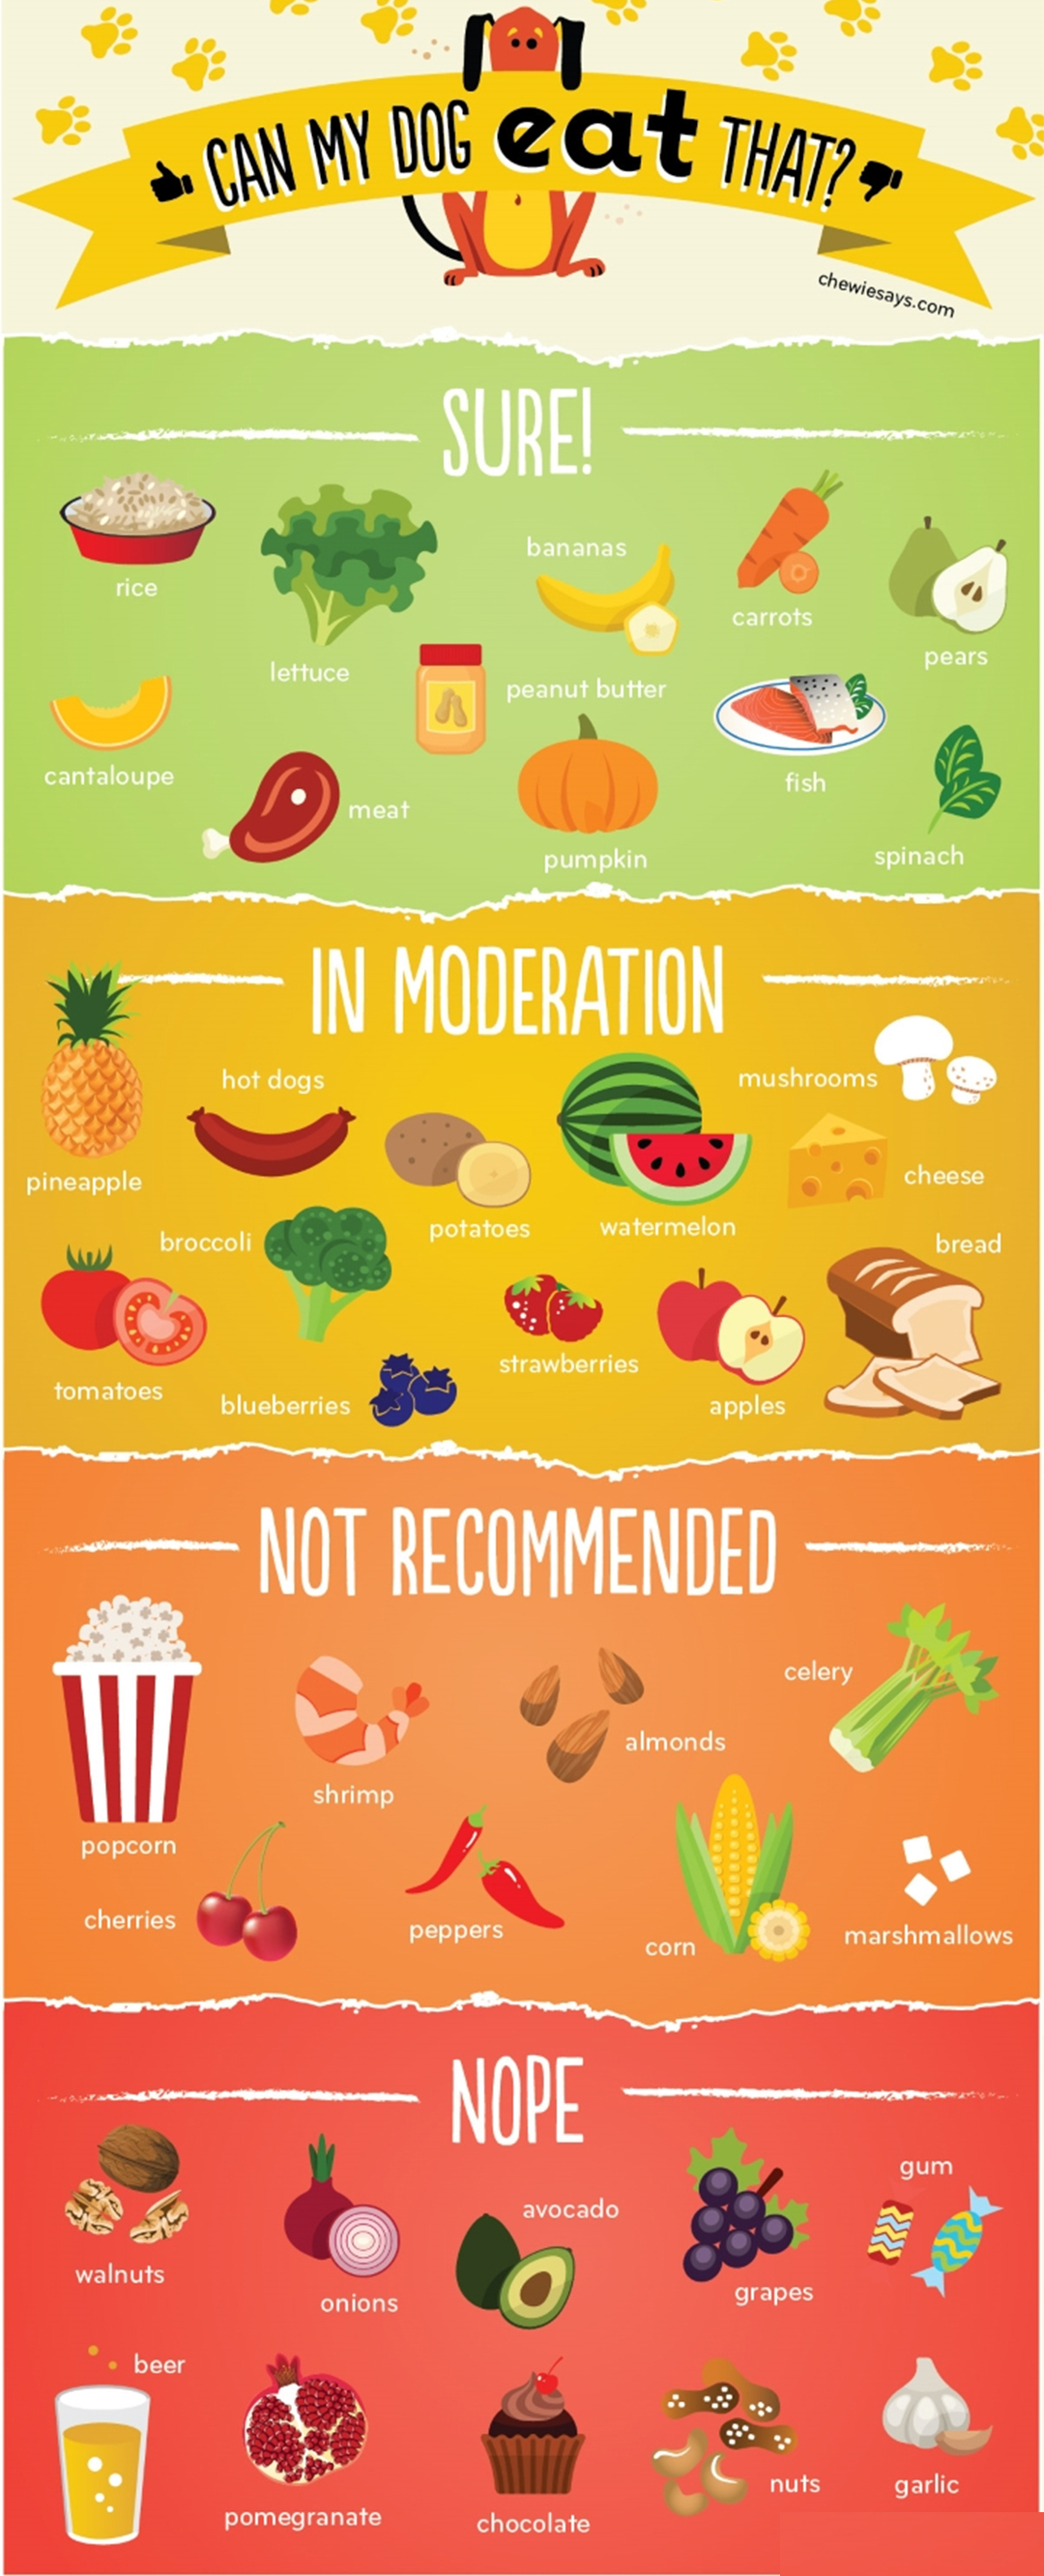 CAN MY DOG eat THAT?
chewiesays.com
SURE!
rice
lettuce
bananas
carrots
pears
cantaloupe
meat
peanut butter
pumpkin
fish
spinach
IN MODERATION
pineapple
hot dogs
potatoes
watermelon
mushrooms
cheese
tomatoes
broccoli
blueberries
strawberries
apples
bread
NOT RECOMMENDED
popcorn
shrimp
almonds
celery
cherries
peppers
corn
marshmallows
NOPE
walnuts
onions
avocado
grapes
gum
beer
pomegranate
chocolate
nuts
garlic